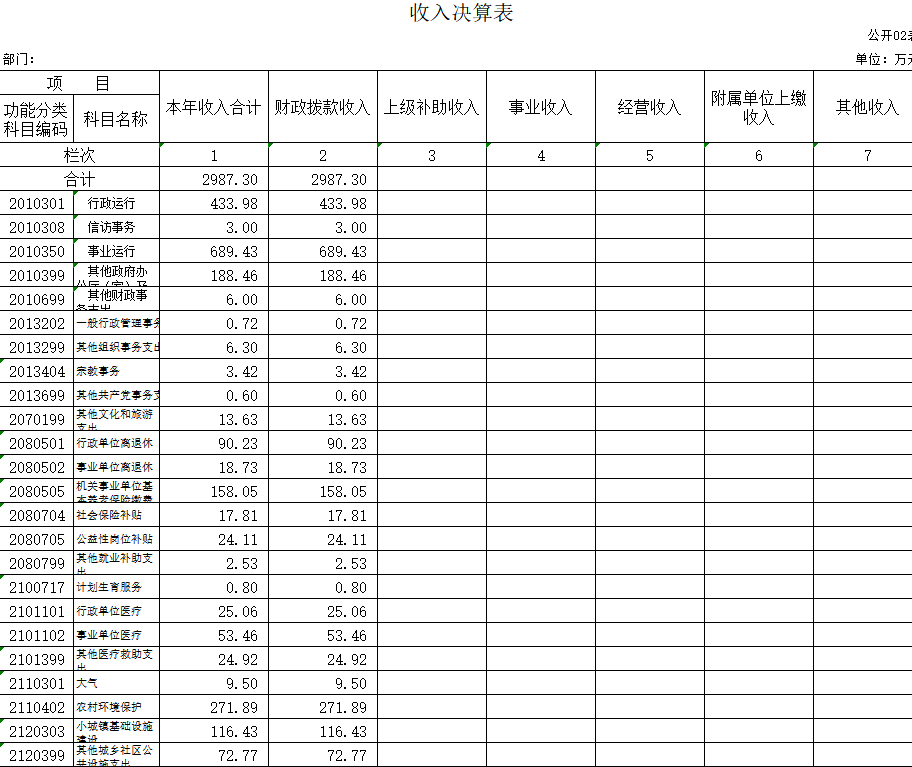 收入决算表
公开02表
部门：
单位：万元
项 目 本年收入合计 财政拨款收入 上级补助收入 事业收入 经营收入 附属单位上缴收入 其他收入
功能分类科目编码 科目名称
栏次 1 2 3 4 5 6 7
合计 2987.30 2987.30
2010301 行政运行 433.98 433.98
2010308 信访事务 3.00 3.00
2010350 事业运行 689.43 689.43
2010399 其他政府办公厅（室）及 188.46 188.46
2010699 其他财政事务支出 6.00 6.00
2013202 一般行政管理事务 0.72 0.72
2013299 其他组织事务支出 6.30 6.30
2013404 宗教事务 3.42 3.42
2013699 其他共产党事务支 0.60 0.60
2070199 其他文化和旅游支出 13.63 13.63
2080501 行政单位离退休 90.23 90.23
2080502 事业单位离退休 18.73 18.73
2080505 机关事业单位基本养老保险缴费 158.05 158.05
2080704 社会保险补贴 17.81 17.81
2080705 公益性岗位补贴 24.11 24.11
2080799 其他就业补助支出 2.53 2.53
2100717 计划生育服务 0.80 0.80
2101101 行政单位医疗 25.06 25.06
2101102 事业单位医疗 53.46 53.46
2101399 其他医疗救助支出 24.92 24.92
2110301 大气 9.50 9.50
2110402 农村环境保护 271.89 271.89
2120303 小城镇基础设施建设 116.43 116.43
2120399 其他城乡社区公共设施支出 72.77 72.77